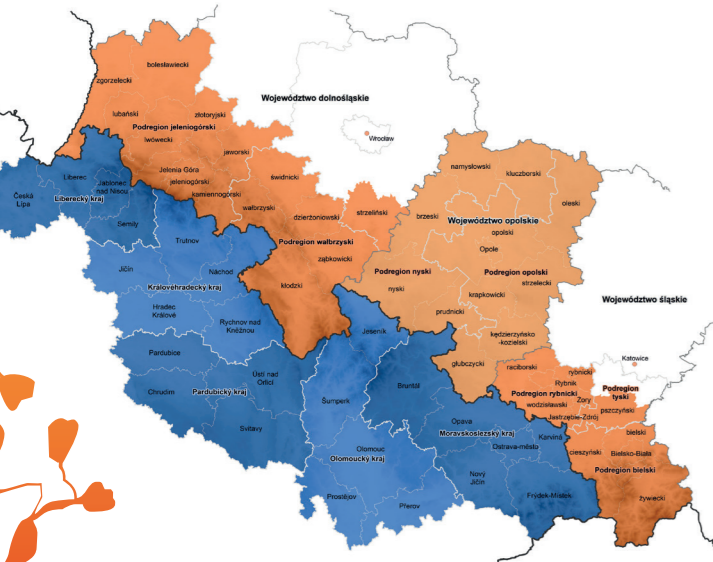 bolesławiecki
zgorzelecki
Województwo dolnośląskie
lubański
złotoryjski
Podregion jeleniogórski
lwówecki
Wrocław
jaworski
Jelenia Góra
jeleniogórski
świdnicki
kamiennogórski
wałbrzyski
dzierżoniowski
strzeliński
Podregion wałbrzyski
ząbkowicki
kłodzki
namysłowski
kluczborski
oleski
brzeski
Województwo opolskie
opolski
Opole
Podregion nyski
Podregion opolski
nyski
strzelecki
krapkowicki
prudnicki
kędzierzyńsko
-kozielski
głubczycki
Województwo śląskie
Katowice
raciborski
rybnicki
Rybnik
Podregion
tyski
Podregion rybnicki
Żory
wodzisławski
pszczyński
Jastrzębie-Zdrój
bielski
cieszyński
Bielsko-Biała
Podregion bielski
żywiecki
Česká
Lípa
Liberec
Jablonec
nad Nisou
Liberecký kraj
Semily
Trutnov
Jičín
Náchod
Královéhradecký kraj
Hradec
Králové
Rychnov nad
Kněžnou
Pardubice
Ústí nad
Orlicí
Chrudim
Pardubický kraj
Svitavy
Jeseník
Šumperk
Olomouc
Olomoucký kraj
Prostějov
Přerov
Bruntál
Opava
Moravskoslezský kraj
Karviná
Ostrava-město
Nový
Jičín
Frýdek-Místek